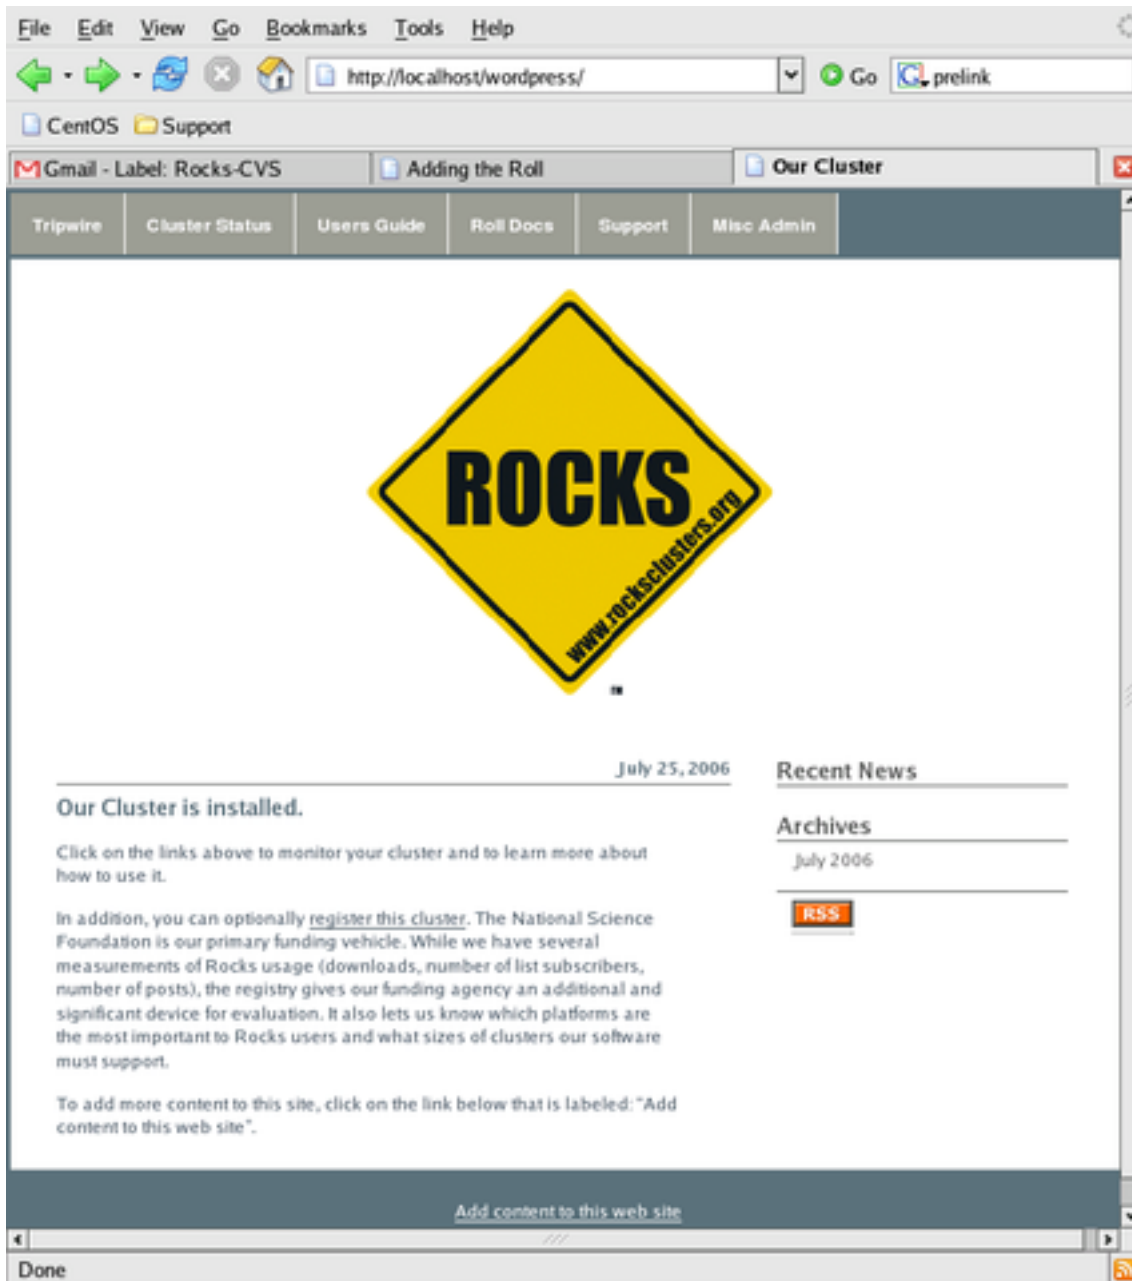 File Edit View Go Bookmarks Tools Help
http://localhost/wordpress/ Go prelink
CentOS Support
Gmail - Label: Rocks-CVS Adding the Roll Our Cluster
Tripwire Cluster Status Users Guide Roll Docs Support Misc Admin
ROCKS
www.rocksclusters.org
TM
July 25, 2006
Our Cluster is installed.
Click on the links above to monitor your cluster and to learn more about
how to use it.
In addition, you can optionally register this cluster. The National Science
Foundation is our primary funding vehicle. While we have several
measurements of Rocks usage (downloads, number of list subscribers,
number of posts), the registry gives our funding agency an additional and
significant device for evaluation. It also lets us know which platforms are
the most important to Rocks users and what sizes of clusters our software
must support.
To add more content to this site, click on the link below that is labeled: "Add
content to this web site".
Recent News
Archives
July 2006
RSS
Add content to this web site
Done